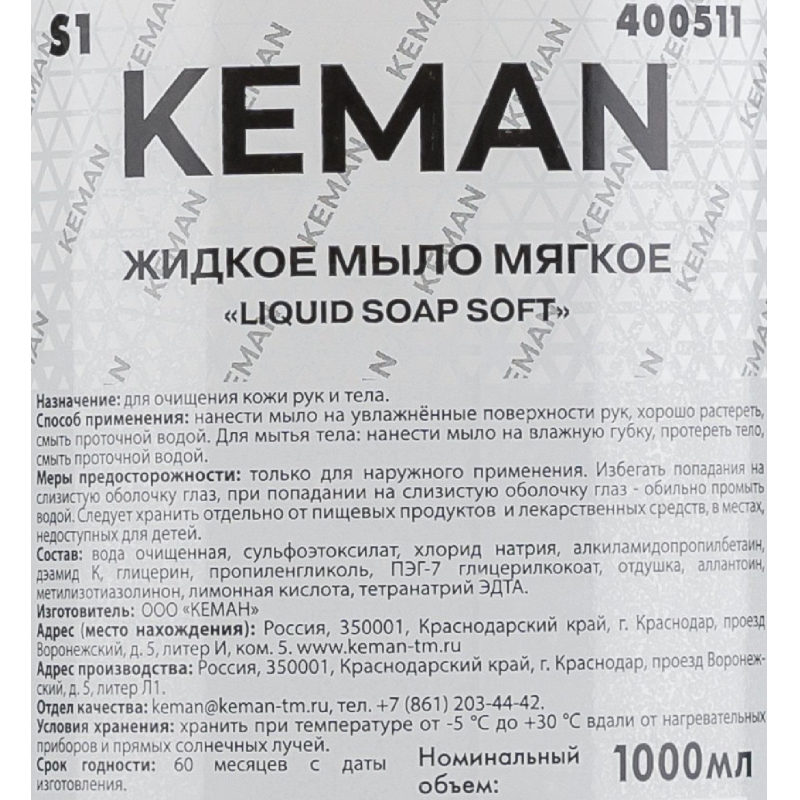 S1
400511
KEMAN
ЖИДКОЕ МЫЛО МЯГКОЕ
«LIQUID SOAP SOFT»
Назначение: для очищения кожи рук и тела.
Способ применения: нанести мыло на увлажнённые поверхности рук, хорошо растереть,
смыть проточной водой. Для мытья тела: нанести мыло на влажную губку, протереть тело,
смыть проточной водой.
Меры предосторожности: только для наружного применения. Избегать попадания на
слизистую оболочку глаз, при попадании на слизистую оболочку глаз - обильно промыть
водой. Следует хранить отдельно от пищевых продуктов и лекарственных средств, в местах,
недоступных для детей.
Состав: вода очищенная, сульфоэтоксилат, хлорид натрия, алкиламидопропилбетаин,
дэамид К, глицерин, пропиленгликоль, ПЭГ-7 глицерилкокоат, отдушка, аллантоин,
метилизотиазолинон, лимонная кислота, тетранатрий ЭДТА.
Изготовитель: ООО «КЕМАН»
Адрес (место нахождения): Россия, 350001, Краснодарский край, г. Краснодар, проезд
Воронежский, д. 5, литер И, ком. 5. www.keman-tm.ru
Адрес производства: Россия, 350001, Краснодарский край, г. Краснодар, проезд Воронеж-
ский, д. 5, литер Л1.
Отдел качества: keman@keman-tm.ru, тел. +7 (861) 203-44-42.
Условия хранения: хранить при температуре от -5 °C до +30 °C вдали от нагревательных
приборов и прямых солнечных лучей.
Срок годности: 60 месяцев с даты
изготовления.
Номинальный
объем:
1000мл